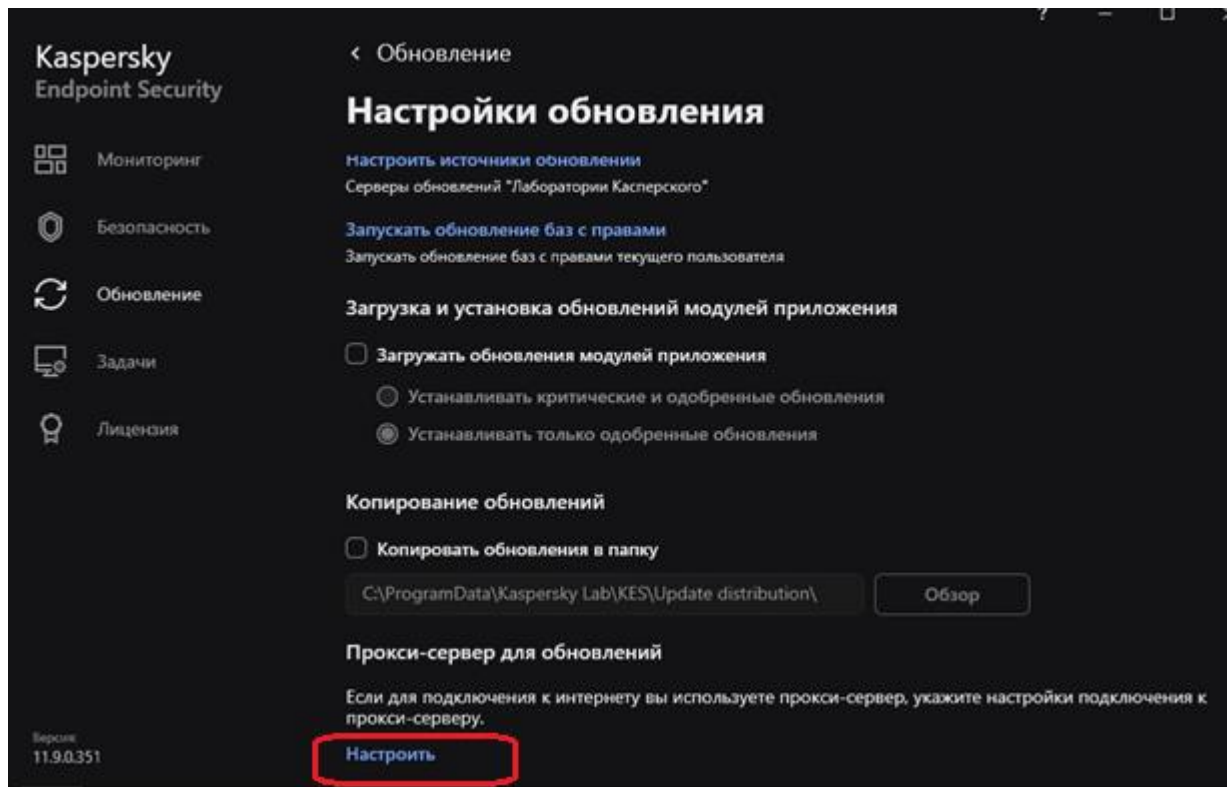 Kaspersky
Endpoint Security
Мониторинг
Безопасность
Обновление
Задачи
Лицензия
Версия:
11.9.0.351
? – □
< Обновление
Настройки обновления
Настроить источники обновлений
Серверы обновлений "Лаборатории Касперского"
Запускать обновление баз с правами
Запускать обновление баз с правами текущего пользователя
Загрузка и установка обновлений модулей приложения
Загружать обновления модулей приложения
Устанавливать критические и одобренные обновления
Устанавливать только одобренные обновления
Копирование обновлений
Копировать обновления в папку
C:\ProgramData\Kaspersky Lab\KES\Update distribution\
Обзор
Прокси-сервер для обновлений
Если для подключения к интернету вы используете прокси-сервер, укажите настройки подключения к
прокси-серверу.
Настроить